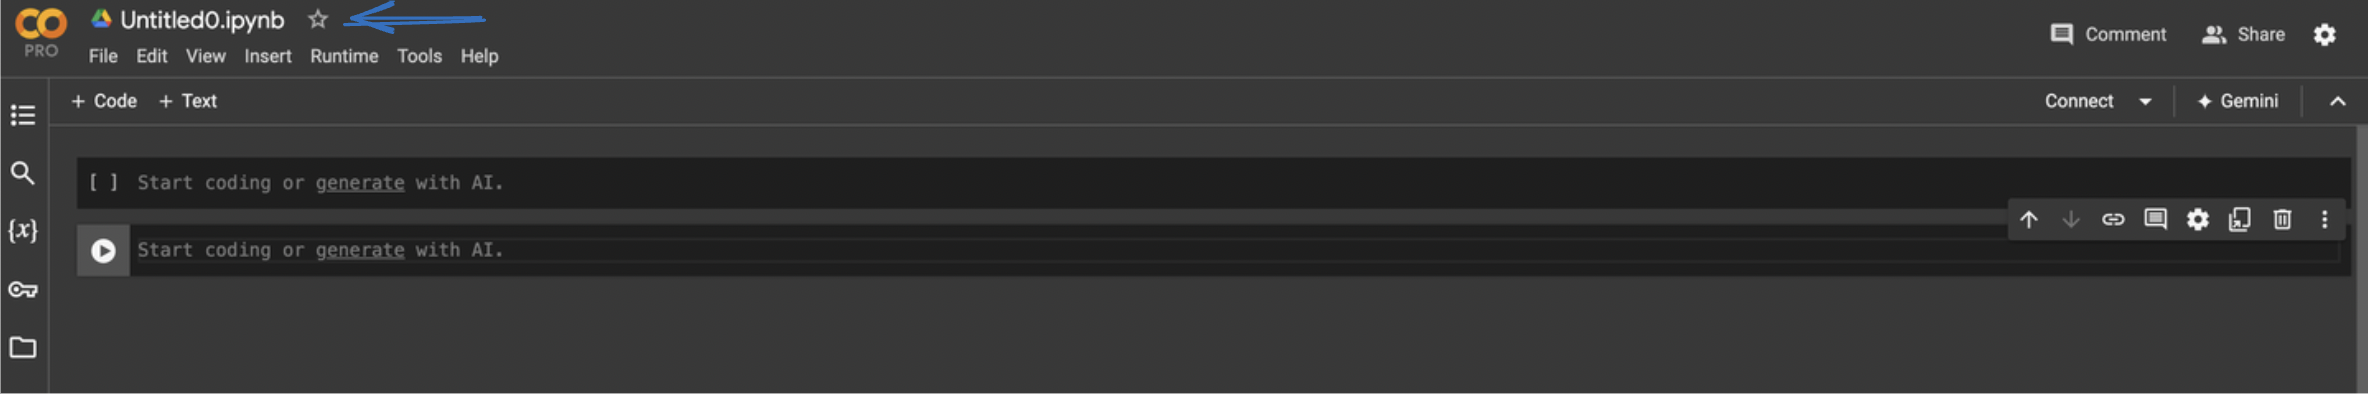 CO Untitled0.ipynb
PRO
File Edit View Insert Runtime Tools Help
Comment Share
+ Code + Text
Connect Gemini
{x}
[ ] Start coding or generate with AI.
Start coding or generate with AI.